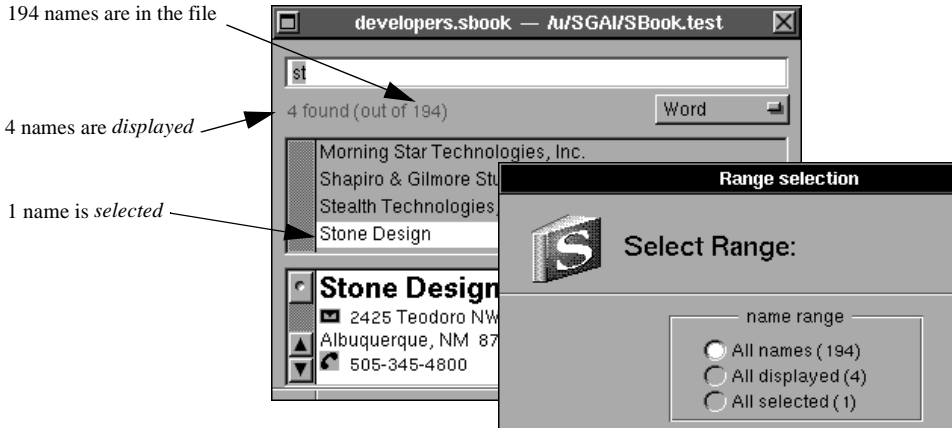 194 names are in the file
developers.sbook — /u/SGAI/SBook.test
st
4 found (out of 194)
Word
4 names are displayed
Morning Star Technologies, Inc.
Shapiro & Gilmore Stu
Stealth Technologies,
1 name is selected
Stone Design
Range selection
S
Select Range:
Stone Design
2425 Teodoro NW
Albuquerque, NM 87
505-345-4800
name range
All names (194)
All displayed (4)
All selected (1)